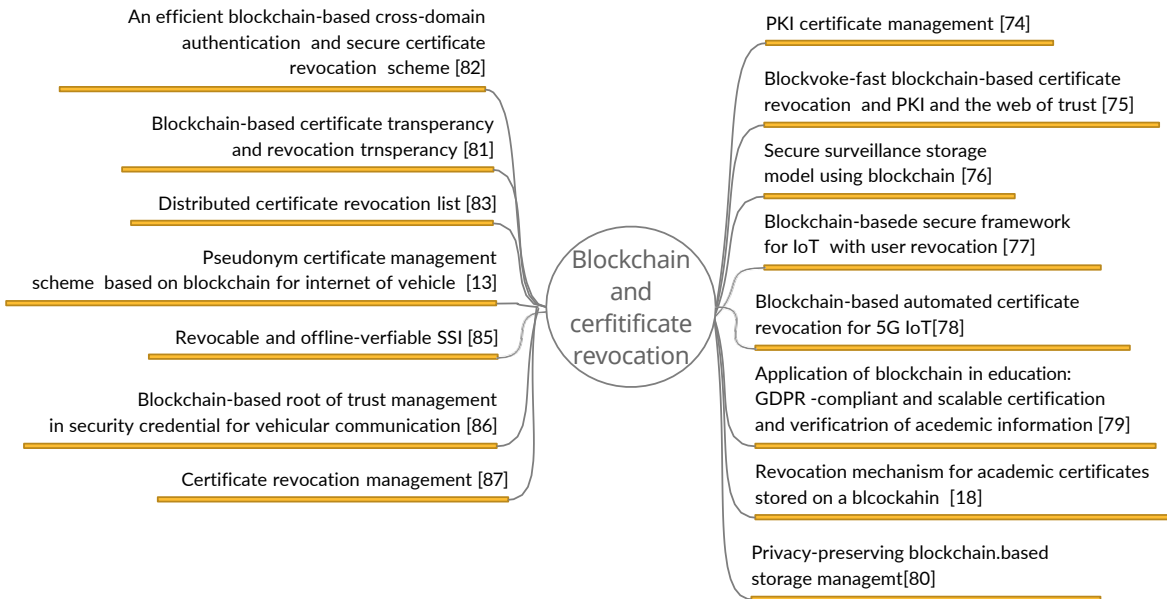 An efficient blockchain-based cross-domain
authentication and secure certificate
revocation scheme [82]
Blockchain-based certificate transperancy
and revocation trnsperancy [81]
Distributed certificate revocation list [83]
Pseudonym certificate management
scheme based on blockchain for internet of vehicle [13]
Revocable and offline-verfiable SSI [85]
Blockchain-based root of trust management
in security credential for vehicular communication [86]
Certificate revocation management [87]
Blockchain
and
cerfitificate
revocation
PKI certificate management [74]
Blockvoke-fast blockchain-based certificate
revocation and PKI and the web of trust [75]
Secure surveillance storage
model using blockchain [76]
Blockchain-basede secure framework
for IoT with user revocation [77]
Blockchain-based automated certificate
revocation for 5G IoT[78]
Application of blockchain in education:
GDPR -compliant and scalable certification
and verificatrion of acedemic information [79]
Revocation mechanism for academic certificates
stored on a blcockahin [18]
Privacy-preserving blockchain.based
storage managemt[80]